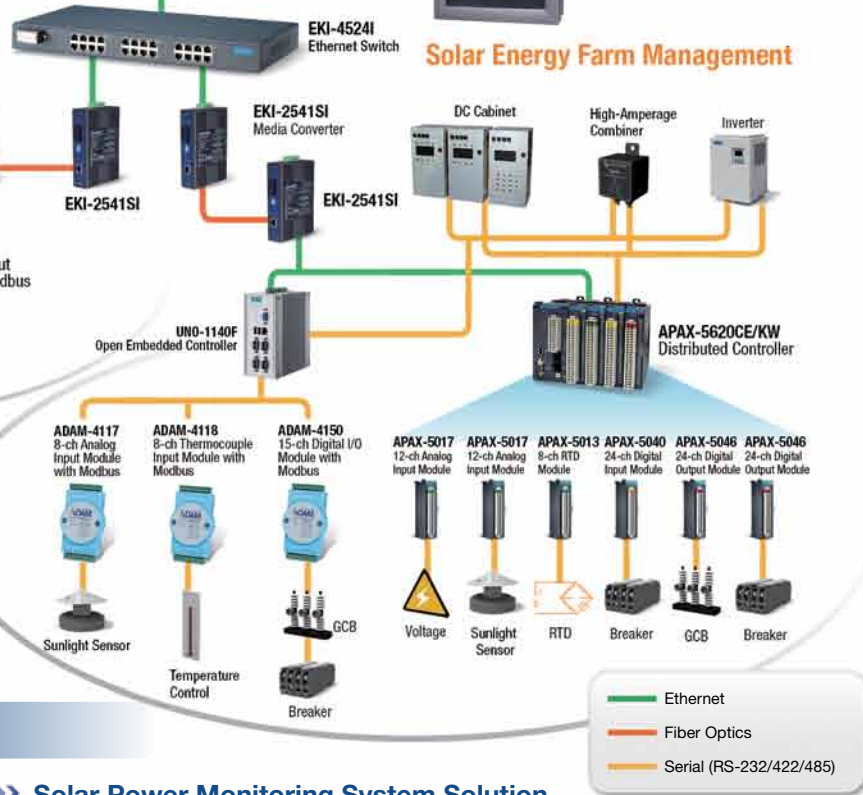 EKI-4524I
Ethernet Switch
Solar Energy Farm Management
EKI-2541SI
EKI-2541SI
Media Converter
EKI-2541SI
DC Cabinet
High-Amperage
Combiner
Inverter
UNO-1140F
Open Embedded Controller
APAX-5620CE/KW
Distributed Controller
ADAM-4117
8-ch Analog
Input Module
with Modbus
ADAM-4118
8-ch Thermocouple
Input Module with
Modbus
ADAM-4150
15-ch Digital I/O
Module with
Modbus
APAX-5017
12-ch Analog
Input Module
APAX-5017
12-ch Analog
Input Module
APAX-5013
8-ch RTD
Module
APAX-5040
24-ch Digital
Input Module
APAX-5046
24-ch Digital
Output Module
APAX-5046
24-ch Digital
Output Module
Sunlight Sensor
Temperature
Control
GCB
Breaker
Voltage
Sunlight
Sensor
RTD
Breaker
GCB
Breaker
Ethernet
Fiber Optics
Serial (RS-232/422/485)
Solar Power Monitoring System Solution